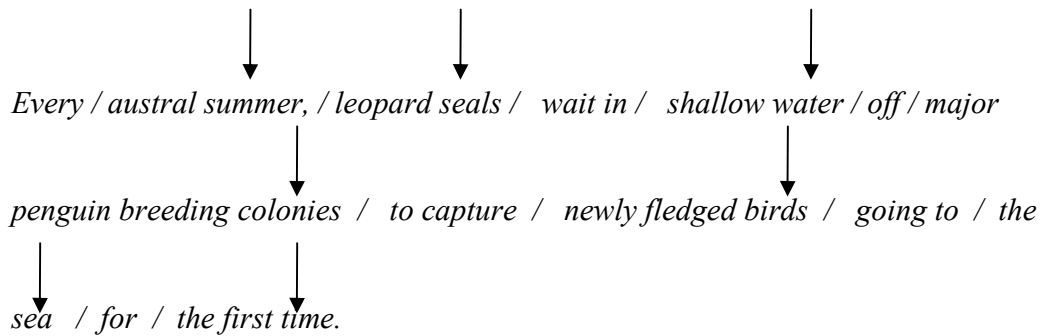 Every / austral summer, / leopard seals / wait in / shallow water / off / major
penguin breeding colonies / to capture / newly fledged birds / going to / the
sea / for / the first time.